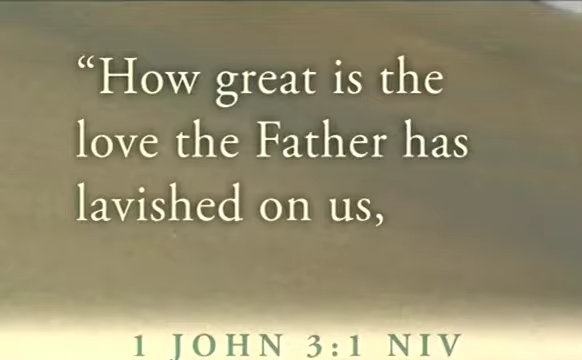 “How great is the
love the Father has
lavished on us,
1 JOHN 3:1 NIV